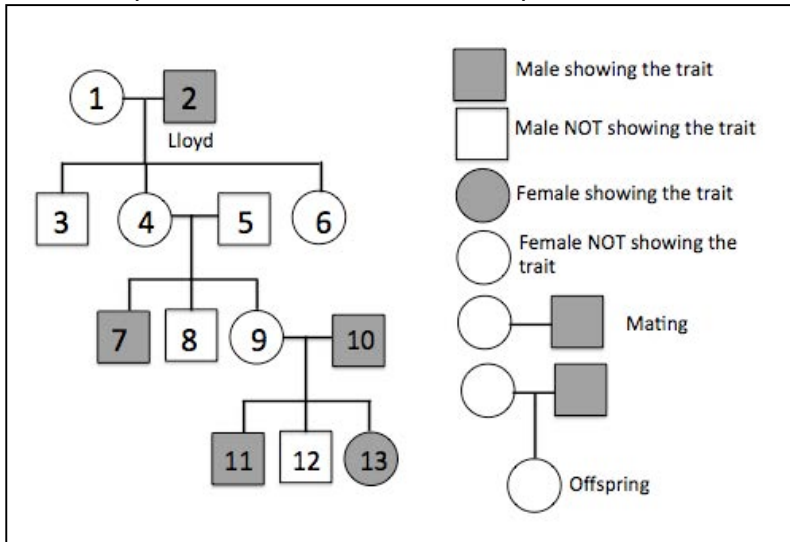 1
2
Lloyd
3
4
5
6
7
8
9
10
11
12
13
Male showing the trait
Male NOT showing the trait
Female showing the trait
Female NOT showing the
trait
Mating
Offspring